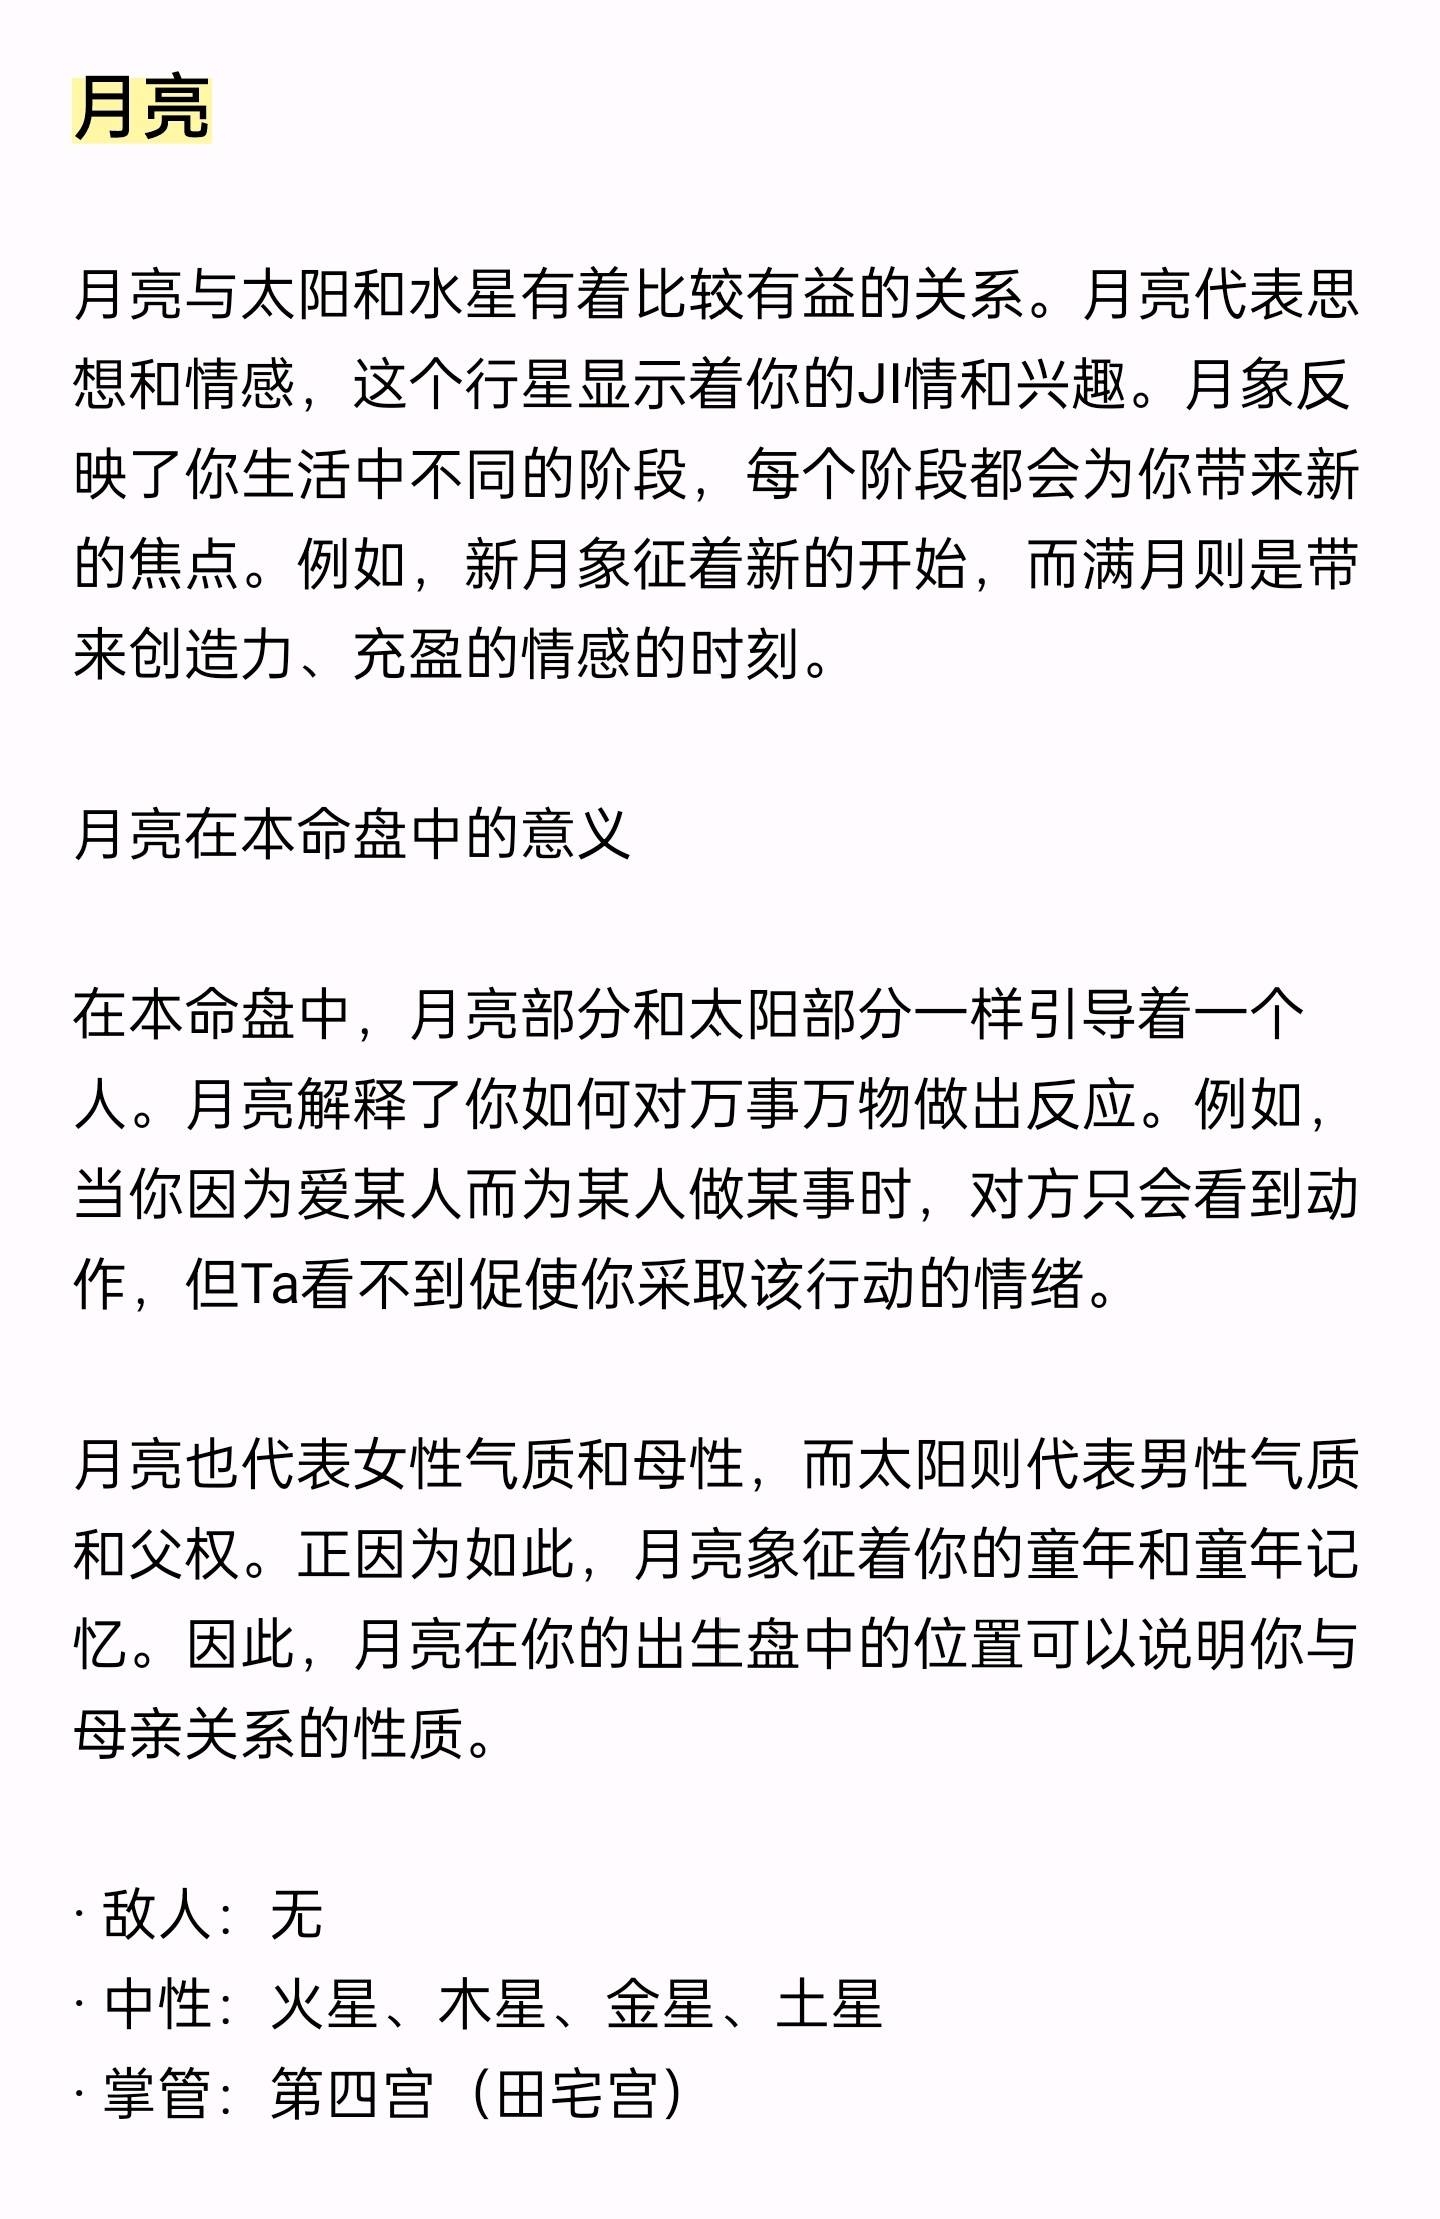 月亮
月亮与太阳和水星有着比较有益的关系。月亮代表思
想和情感，这个行星显示着你的JI情和兴趣。月象反
映了你生活中不同的阶段，每个阶段都会为你带来新
的焦点。例如，新月象征着新的开始，而满月则是带
来创造力、充盈的情感的时刻。
月亮在本命盘中的意义
在本命盘中，月亮部分和太阳部分一样引导着一个
人。月亮解释了你如何对万事万物做出反应。例如，
当你因为爱某人而为某人做某事时，对方只会看到动
作，但Ta看不到促使你采取该行动的情绪。
月亮也代表女性气质和母性，而太阳则代表男性气质
和父权。正因为如此，月亮象征着你的童年和童年记
忆。因此，月亮在你的出生盘中的位置可以说明你与
母亲关系的性质。
· 敌人：无
· 中性：火星、木星、金星、土星
· 掌管：第四宫（田宅宫）